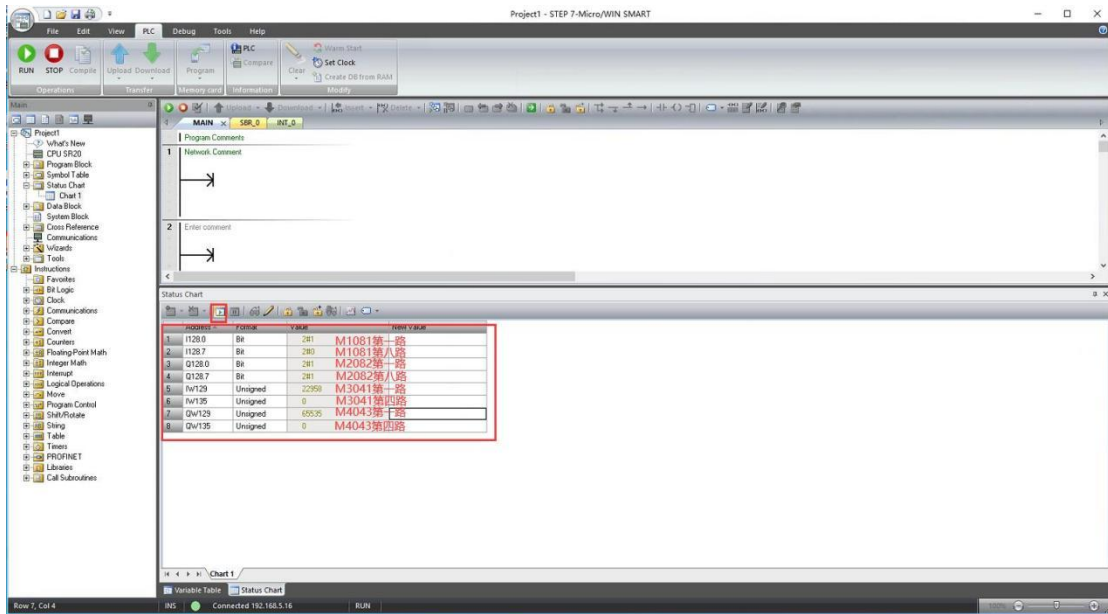 Project1 - STEP 7-Micro/WIN SMART
File Edit View PLC Debug Tools Help
RUN STOP Compile Upload Download Program PLC Compare Clear Warm Start Set Clock Create DB from RAM
Operations Transfer Memory card Information Modify
Main
Upload Download Insert Delete
MAIN SBR_0 INT_0
Project1
What's New
CPU SR20
Program Block
Symbol Table
Status Chart
Chart 1
Data Block
System Block
Cross Reference
Communications
Wizards
Tools
Instructions
Favorites
Bit Logic
Clock
Communications
Compare
Convert
Counters
Floating-Point Math
Integer Math
Interrupt
Logical Operations
Move
Program Control
Shift/Rotate
String
Table
Timers
PROFINET
Libraries
Call Subroutines
Program Comments
1 Network Comment
2 Enter comment
Status Chart
Address Format Value New Value
1 I128.0 Bit 2#1 M1081第一路
2 I128.7 Bit 2#0 M1081第八路
3 Q128.0 Bit 2#1 M2082第一路
4 Q128.7 Bit 2#1 M2082第八路
5 IW129 Unsigned 22958 M3041第一路
6 IW135 Unsigned 0 M3041第四路
7 QW129 Unsigned 65535 M4043第一路
8 QW135 Unsigned 0 M4043第四路
Chart 1
Variable Table Status Chart
Row 7, Col 4 INS Connected 192.168.5.16 RUN